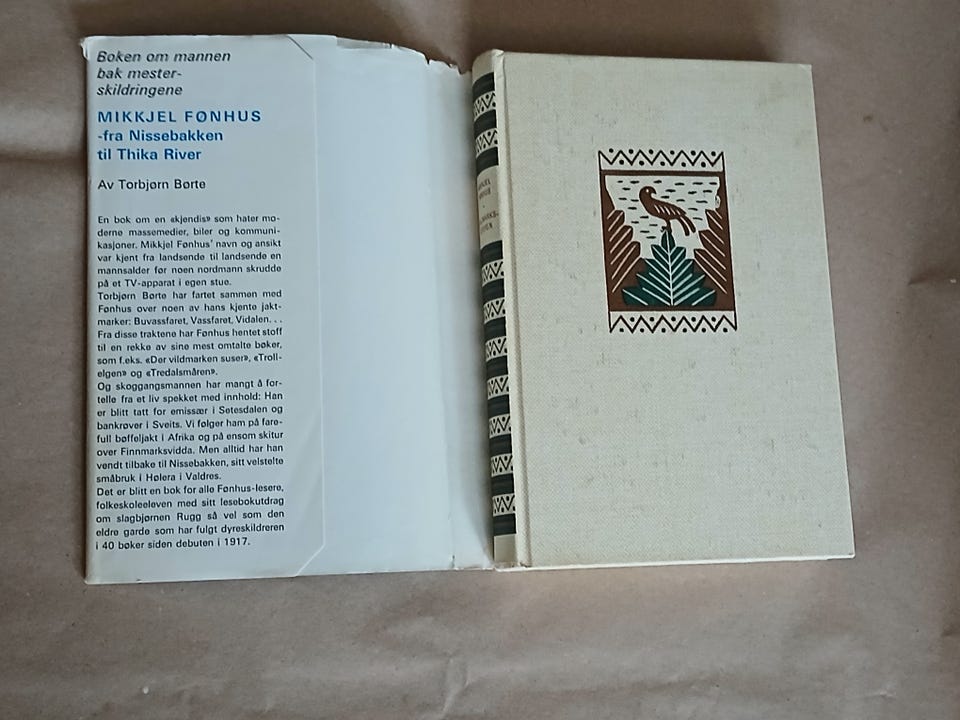 Boken om mannen
bak mester-
skildringene
MIKKJEL FØNHUS
-fra Nissebakken
til Thika River
Av Torbjørn Børte
En bok om en «kjendis» som hater mo-
derne massemedier, biler og kommuni-
kasjoner. Mikkjel Fønhus' navn og ansikt
var kjent fra landsende til landsende en
mannsalder før noen nordmann skrudde
på et TV-apparat i egen stue.
Torbjørn Børte har fartet sammen med
Fønhus over noen av hans kjente jakt-
marker: Buvassfaret, Vassfaret, Vidalen. . .
Fra disse traktene har Fønhus hentet stoff
til en rekke av sine mest omtalte bøker,
som f.eks. «Der vildmarken suser», «Troll-
elgen» og «Tredalsmåren».
Og skoggangsmannen har mangt å for-
telle fra et liv spekket med innhold: Han
er blitt tatt for emissær i Setesdalen og
bankrøver i Sveits. Vi følger ham på fare-
full bøffeljakt i Afrika og på ensom skitur
over Finnmarksvidda. Men alltid har han
vendt tilbake til Nissebakken, sitt velstelte
småbruk i Hølera i Valdres.
Det er blitt en bok for alle Fønhus-lesere,
folkeskoleeleven med sitt lesebokutdrag
om slagbjørnen Rugg så vel som den
eldre garde som har fulgt dyreskildreren
i 40 bøker siden debuten i 1917.
FØNHUS